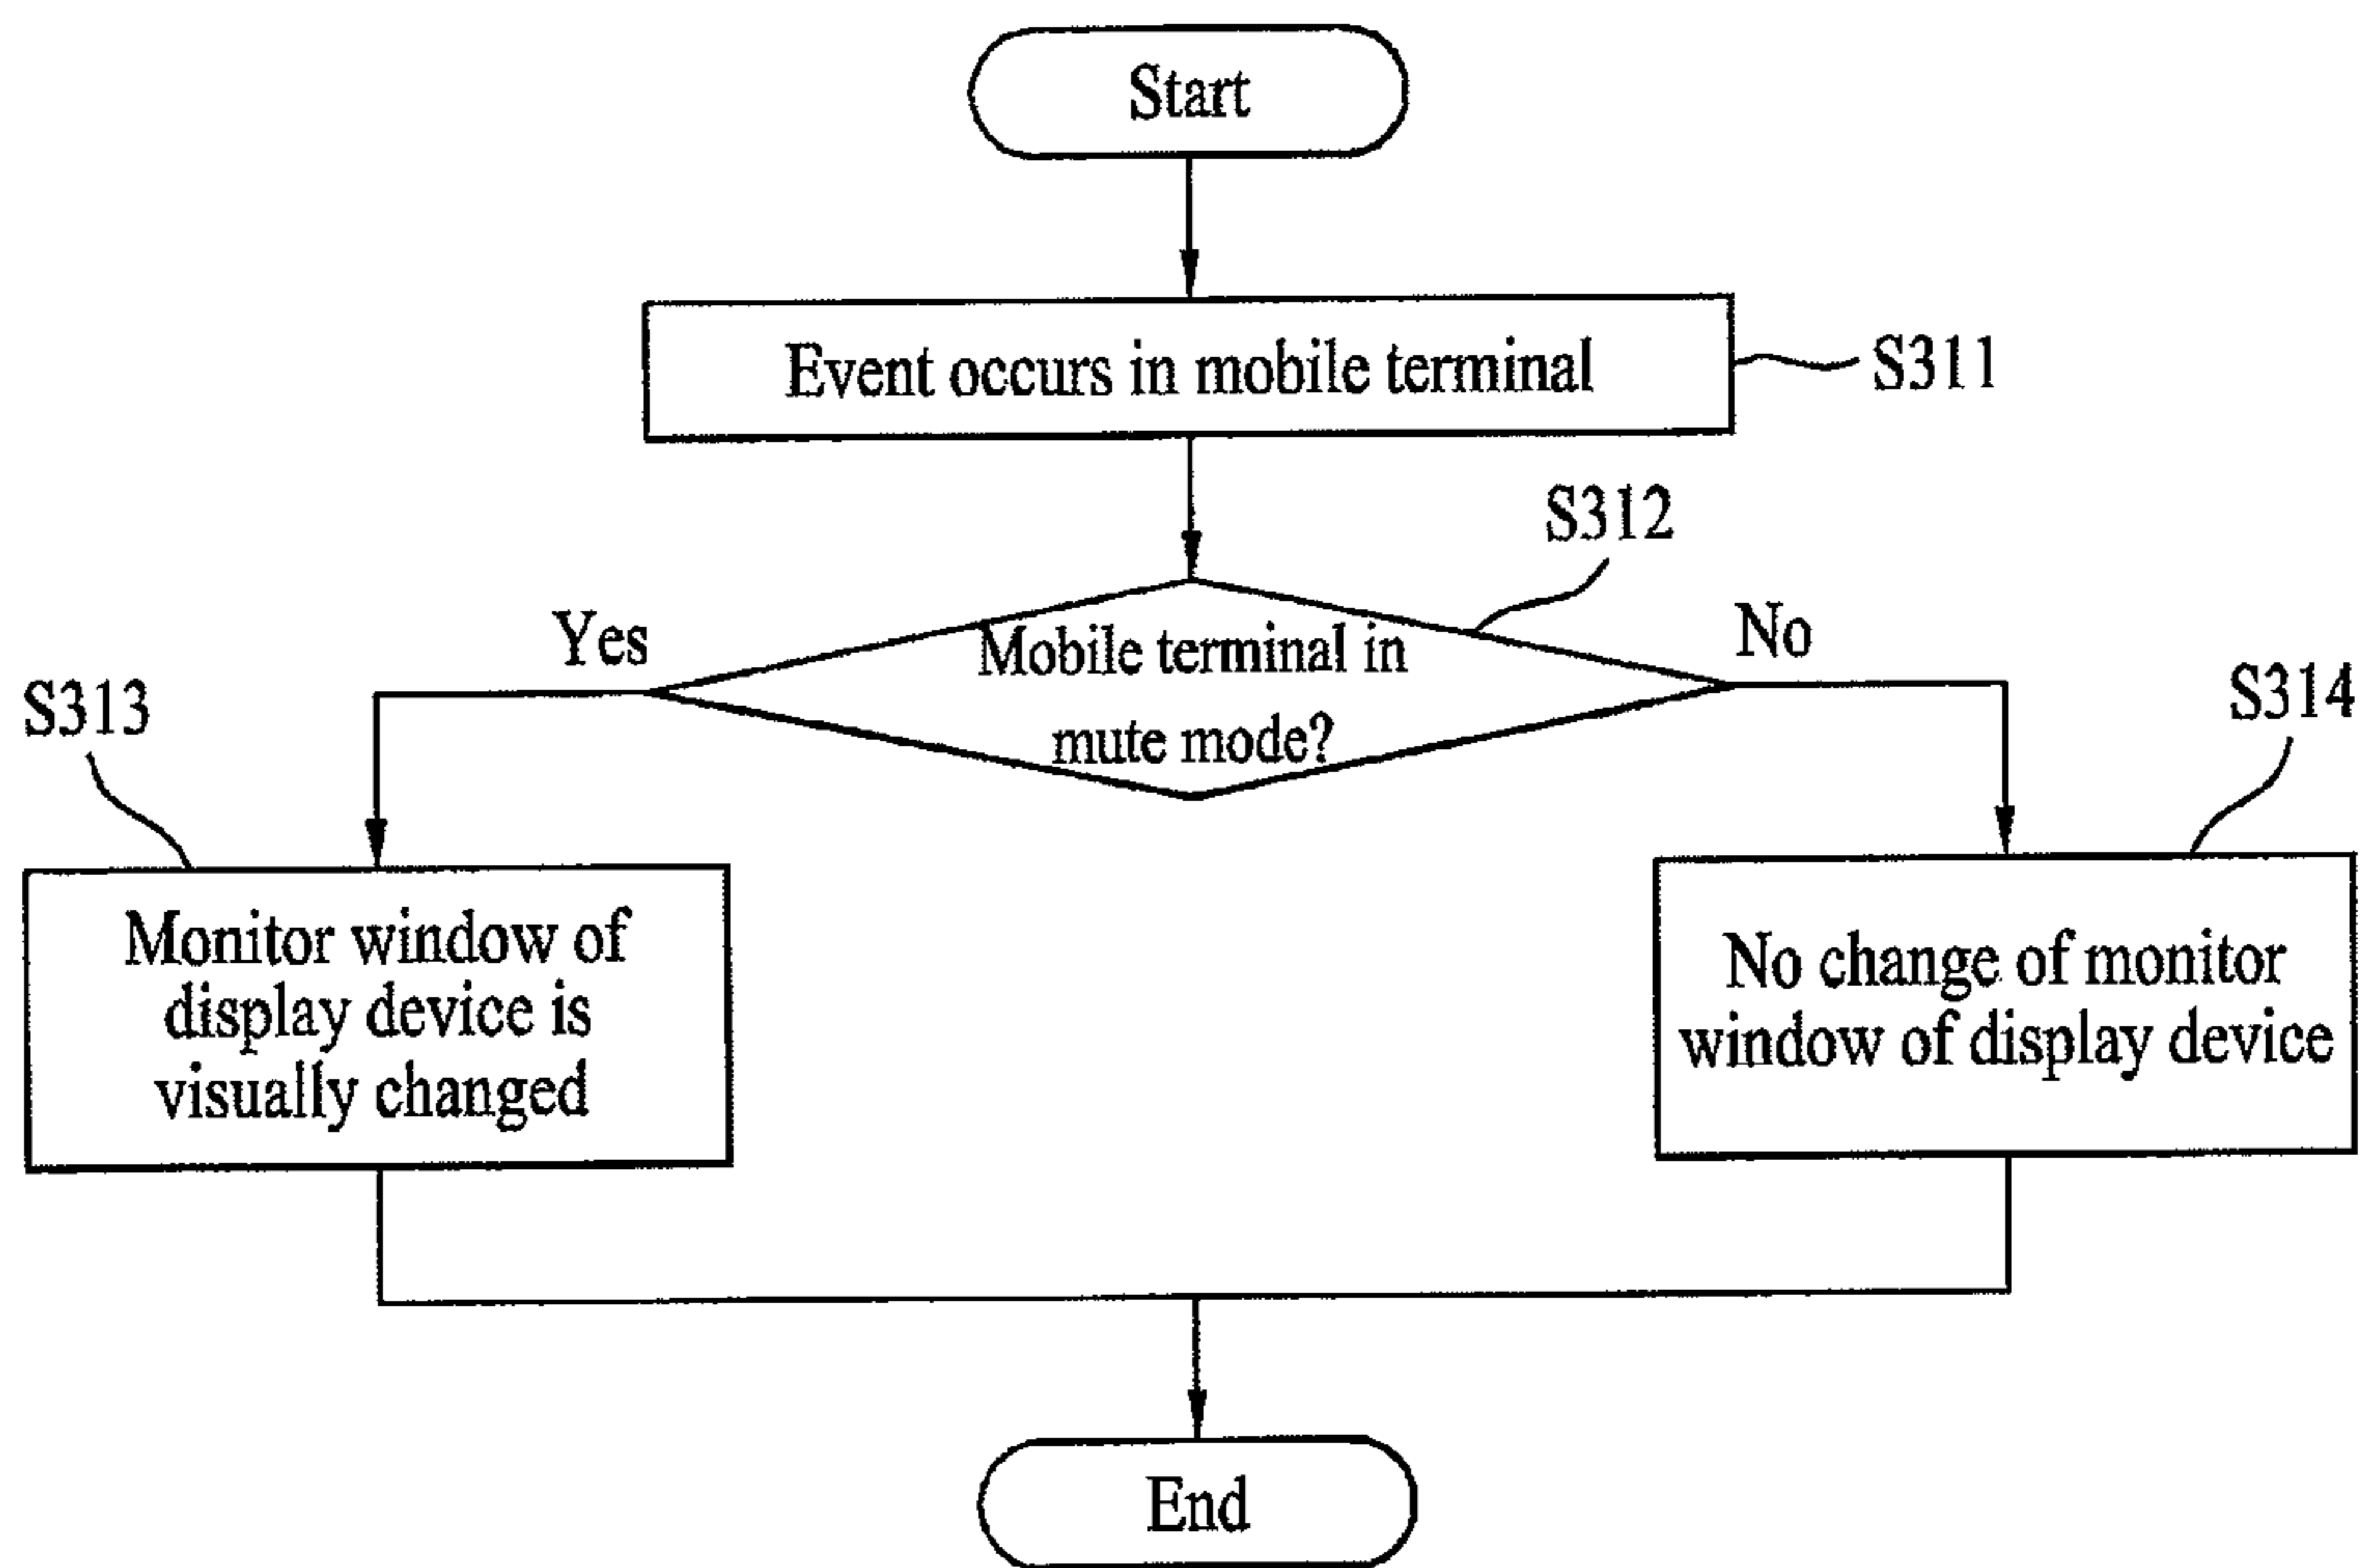 Start
Event occurs in mobile terminal
S311
S312
Yes
Mobile terminal in
mute mode?
No
S313
S314
Monitor window of
display device is
visually changed
No change of monitor
window of display device
End